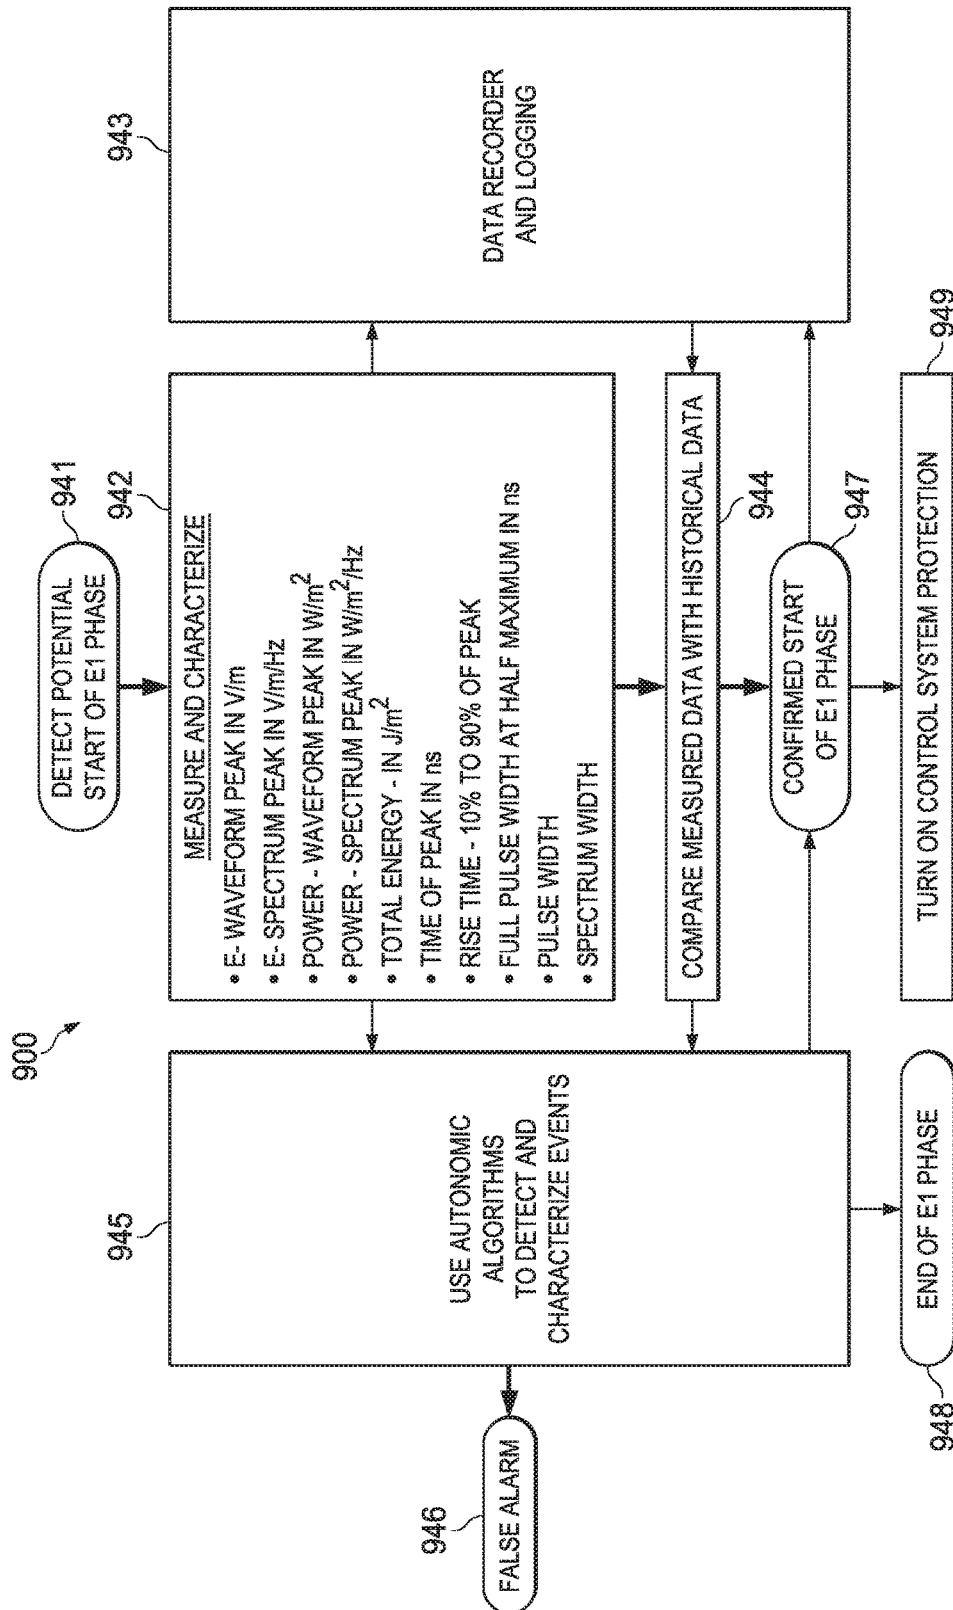 900
941
DETECT POTENTIAL
START OF E1 PHASE
942
MEASURE AND CHARACTERIZE
• E- WAVEFORM PEAK IN V/m
• E- SPECTRUM PEAK IN V/m/Hz
• POWER - WAVEFORM PEAK IN W/m²
• POWER - SPECTRUM PEAK IN W/m²/Hz
• TOTAL ENERGY - IN J/m²
• TIME OF PEAK IN ns
• RISE TIME - 10% TO 90% OF PEAK
• FULL PULSE WIDTH AT HALF MAXIMUM IN ns
• PULSE WIDTH
• SPECTRUM WIDTH
943
DATA RECORDER
AND LOGGING
COMPARE MEASURED DATA WITH HISTORICAL DATA
944
945
USE AUTONOMIC
ALGORITHMS
TO DETECT AND
CHARACTERIZE EVENTS
946
FALSE ALARM
CONFIRMED START
OF E1 PHASE
947
END OF E1 PHASE
948
TURN ON CONTROL SYSTEM PROTECTION
949